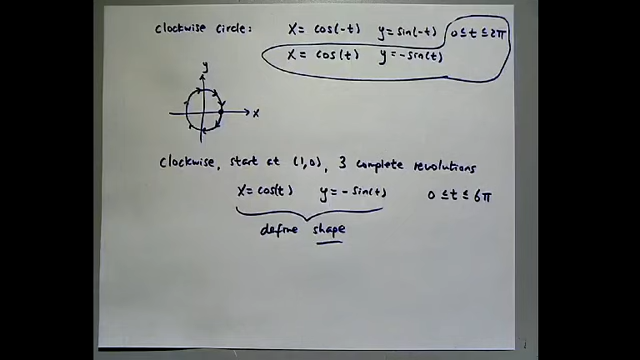 clockwise circle: x = cos(-t) y = sin(-t) 0 ≤ t ≤ 2π
x = cos(t) y = -sin(t)
y
x
clockwise, start at (1,0), 3 complete revolutions
x = cos(t) y = -sin(t) 0 ≤ t ≤ 6π
define shape